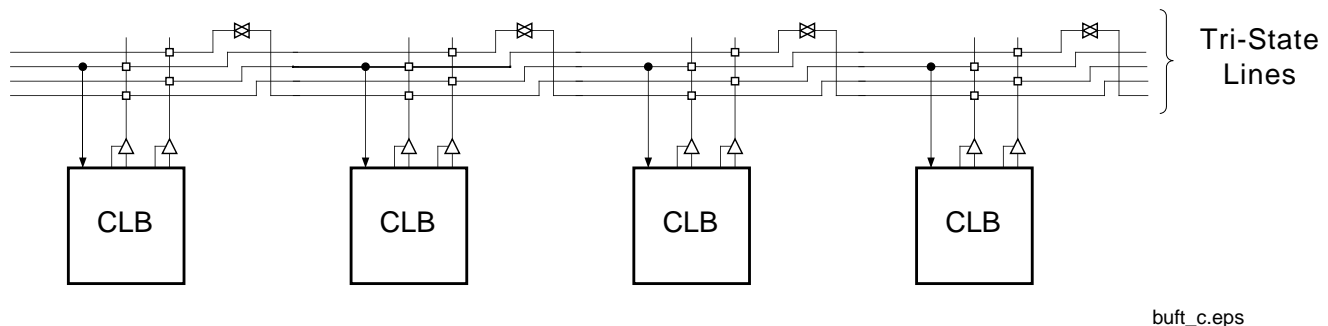 Tri-State
Lines
CLB
CLB
CLB
CLB
buft_c.eps